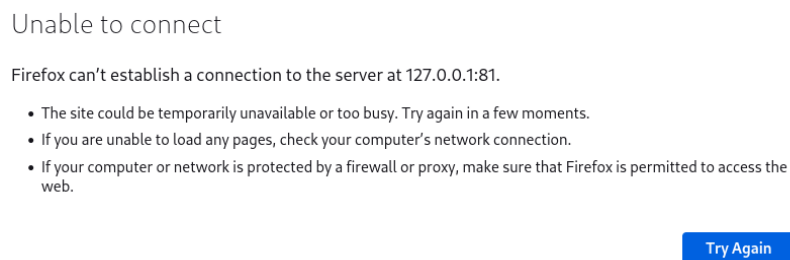 Unable to connect
Firefox can’t establish a connection to the server at 127.0.0.1:81.
• The site could be temporarily unavailable or too busy. Try again in a few moments.
• If you are unable to load any pages, check your computer’s network connection.
• If your computer or network is protected by a firewall or proxy, make sure that Firefox is permitted to access the
web.
Try Again